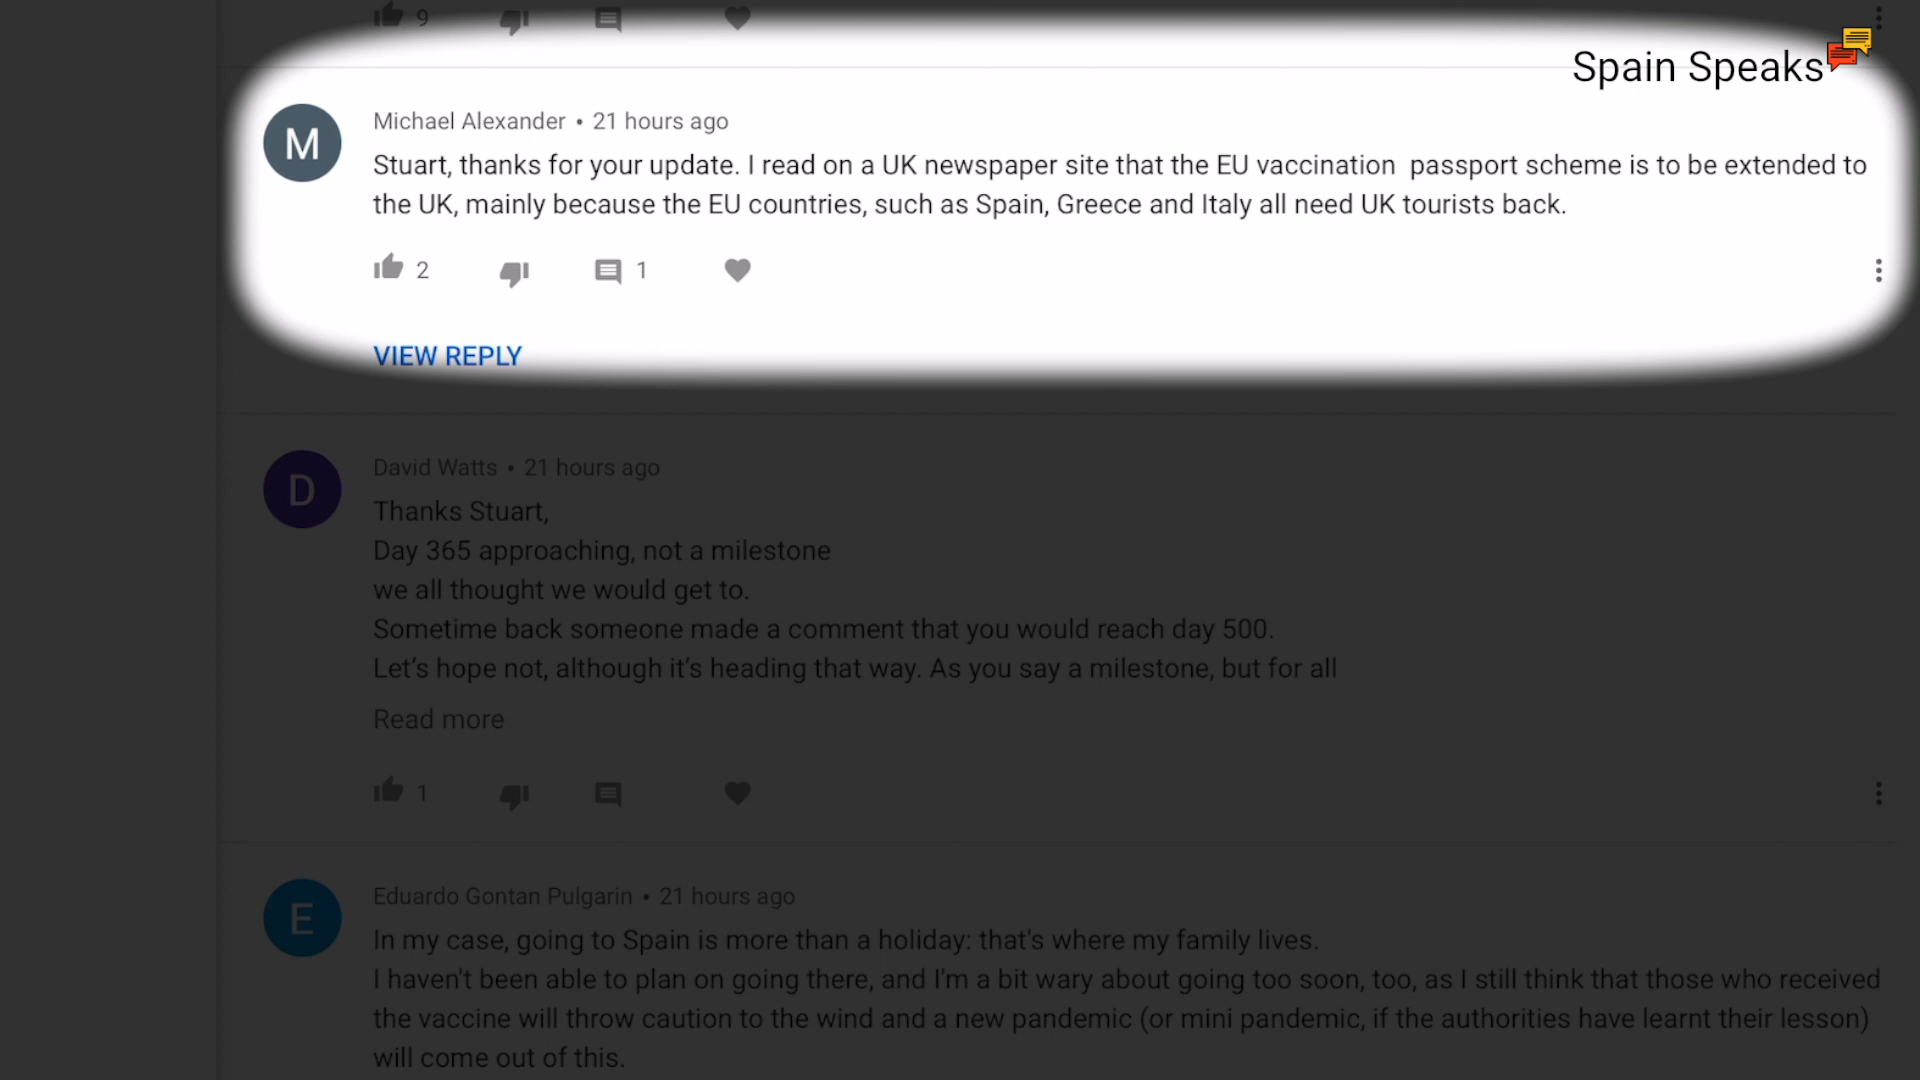 9
Spain Speaks
M
Michael Alexander • 21 hours ago
Stuart, thanks for your update. I read on a UK newspaper site that the EU vaccination  passport scheme is to be extended to
the UK, mainly because the EU countries, such as Spain, Greece and Italy all need UK tourists back.
2 1
VIEW REPLY
D
David Watts • 21 hours ago
Thanks Stuart,
Day 365 approaching, not a milestone
we all thought we would get to.
Sometime back someone made a comment that you would reach day 500.
Let’s hope not, although it’s heading that way. As you say a milestone, but for all
Read more
1
E
Eduardo Gontan Pulgarin • 21 hours ago
In my case, going to Spain is more than a holiday: that's where my family lives.
I haven't been able to plan on going there, and I'm a bit wary about going too soon, too, as I still think that those who received
the vaccine will throw caution to the wind and a new pandemic (or mini pandemic, if the authorities have learnt their lesson)
will come out of this.